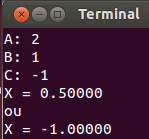 Terminal
A: 2
B: 1
C: -1
X = 0.50000
ou
X = -1.00000